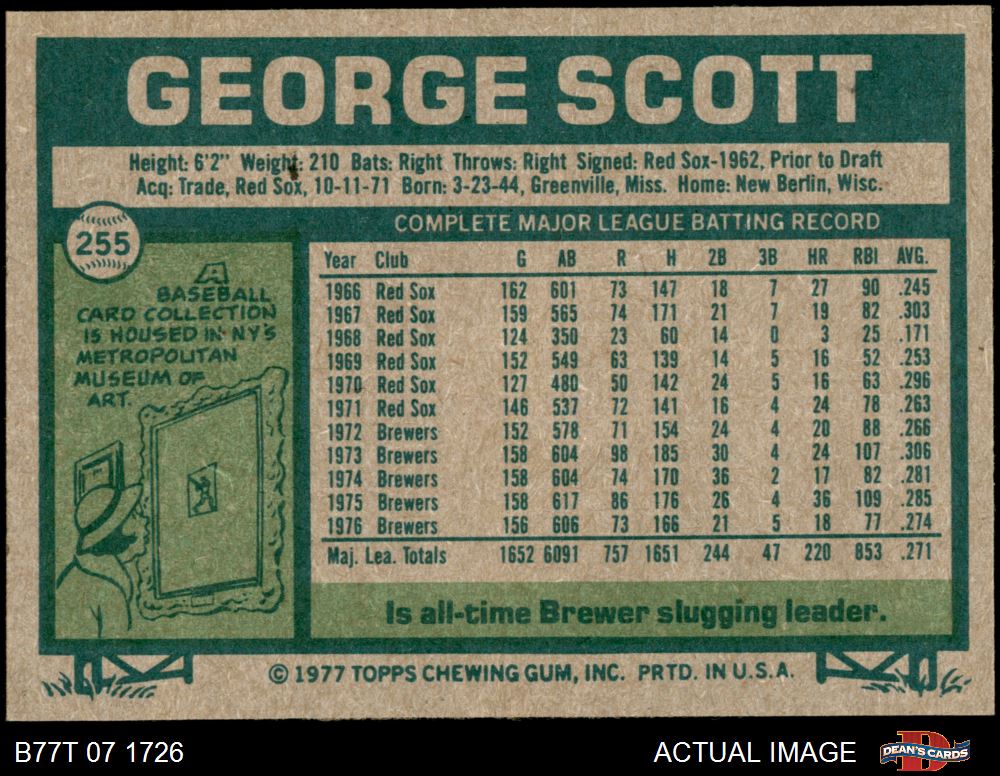 GEORGE SCOTT
Height: 6'2" Weight: 210 Bats: Right Throws: Right Signed: Red Sox-1962, Prior to Draft
Acq: Trade, Red Sox, 10-11-71 Born: 3-23-44, Greenville, Miss. Home: New Berlin, Wisc.
255
A
BASEBALL
CARD COLLECTION
IS HOUSED IN NY'S
METROPOLITAN
MUSEUM OF
ART.
COMPLETE MAJOR LEAGUE BATTING RECORD
Year Club G AB R H 2B 3B HR RBI AVG.
1966 Red Sox 162 601 73 147 18 7 27 90 .245
1967 Red Sox 159 565 74 171 21 7 19 82 .303
1968 Red Sox 124 350 23 60 14 0 3 25 .171
1969 Red Sox 152 549 63 139 14 5 16 52 .253
1970 Red Sox 127 480 50 142 24 5 16 63 .296
1971 Red Sox 146 537 72 141 16 4 24 78 .263
1972 Brewers 152 578 71 154 24 4 20 88 .266
1973 Brewers 158 604 98 185 30 4 24 107 .306
1974 Brewers 158 604 74 170 36 2 17 82 .281
1975 Brewers 158 617 86 176 26 4 36 109 .285
1976 Brewers 156 606 73 166 21 5 18 77 .274
Maj. Lea. Totals 1652 6091 757 1651 244 47 220 853 .271
Is all-time Brewer slugging leader.
© 1977 TOPPS CHEWING GUM, INC. PRTD. IN U.S.A.
B77T 07 1726
ACTUAL IMAGE
D
DEAN'S CARDS